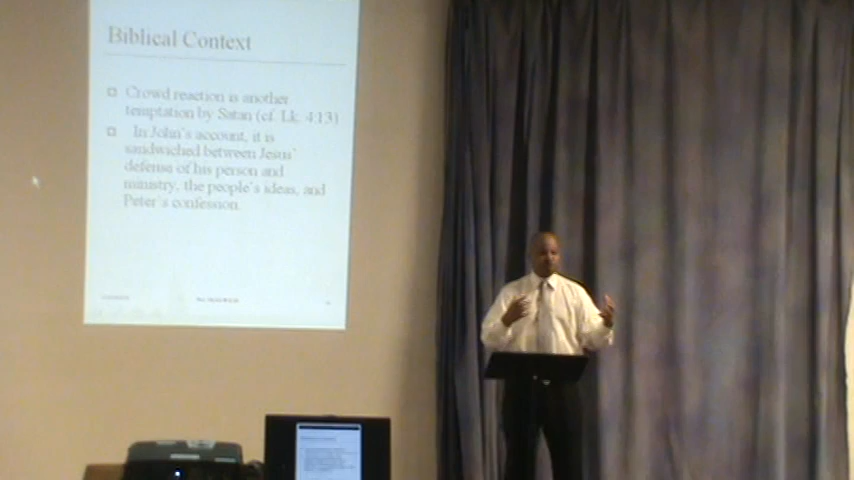 Biblical Context
Crowd reaction is another
temptation by Satan (cf. Lk. 4:13)
In John's account, it is
sandwiched between Jesus'
defense of his person and
ministry, the people's ideas, and
Peter's confession.